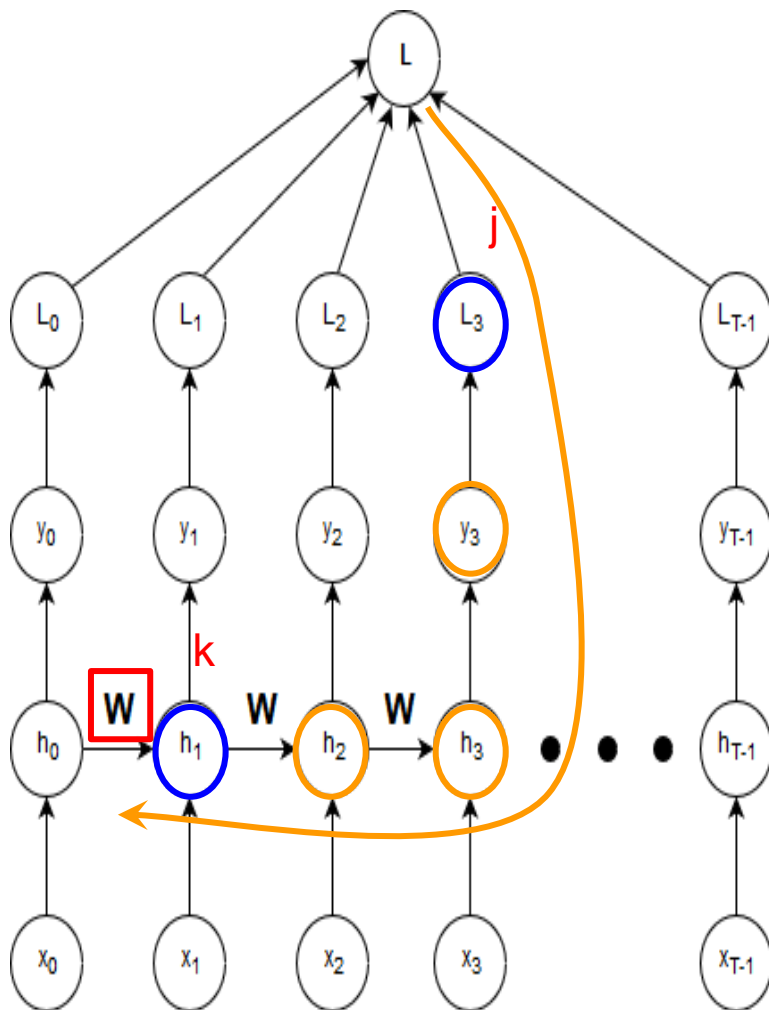 L
j
L0 L1 L2 L3 LT-1
y0 y1 y2 y3 yT-1
k
W W W
h0 h1 h2 h3 hT-1
x0 x1 x2 x3 xT-1